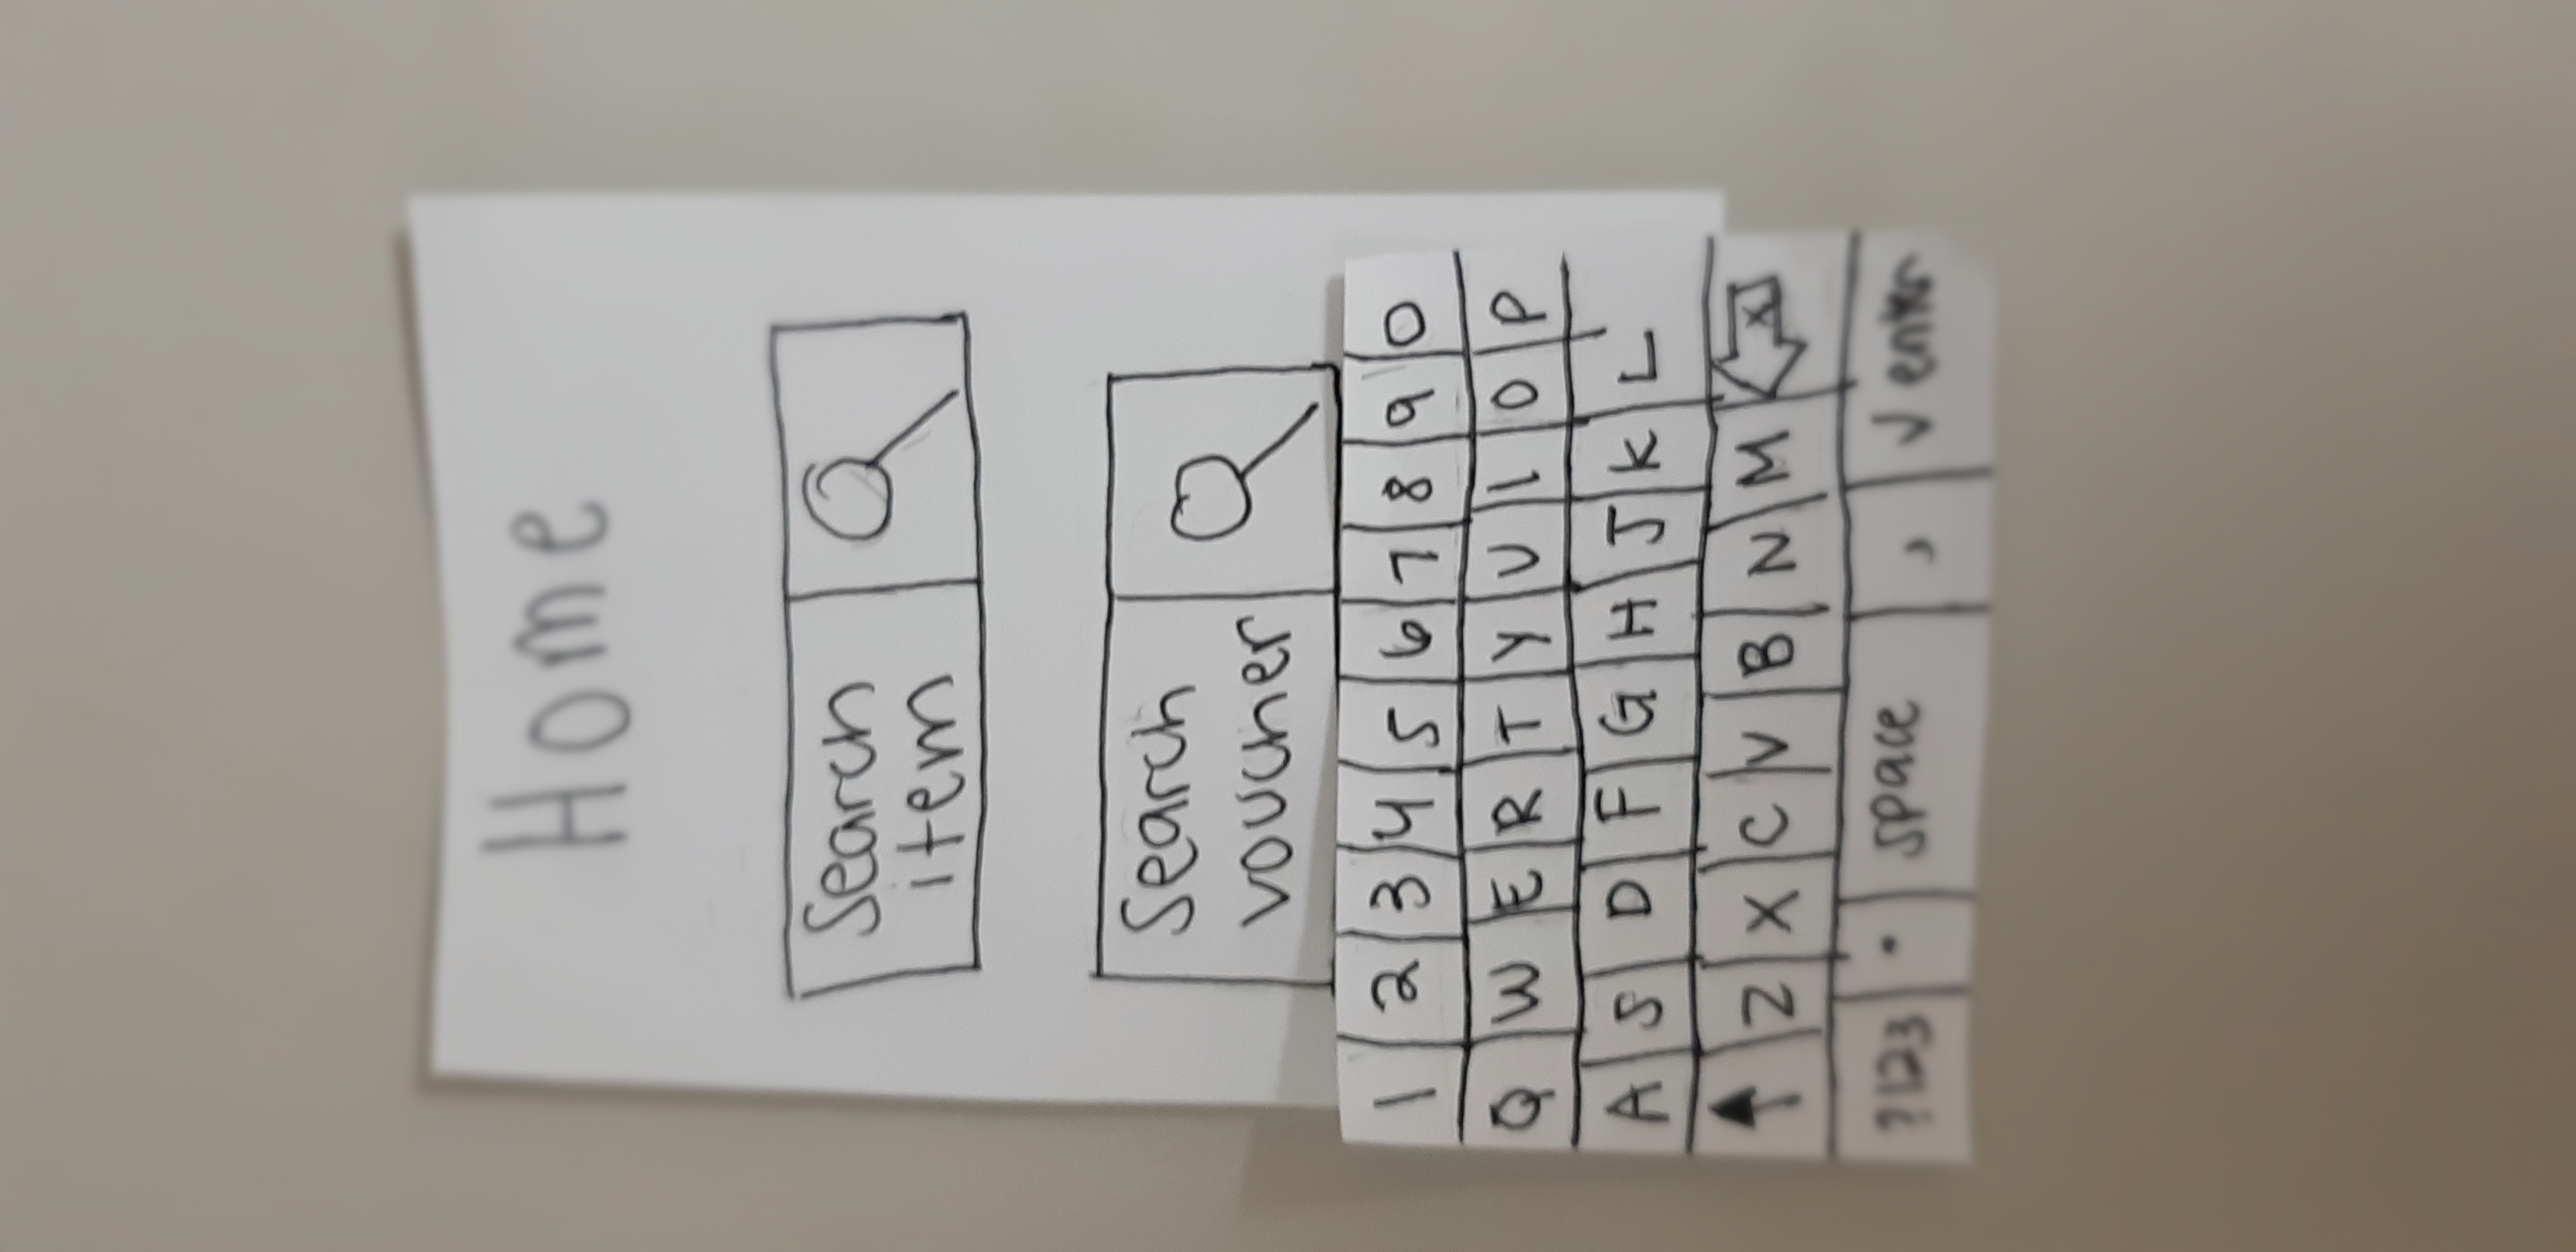 Home
Search
item
Search
voucher
1 2 3 4 5 6 7 8 9 0
Q W E R T Y U I O P
A S D F G H J K L
Z X C V B N M X
?123 . space , √ enter